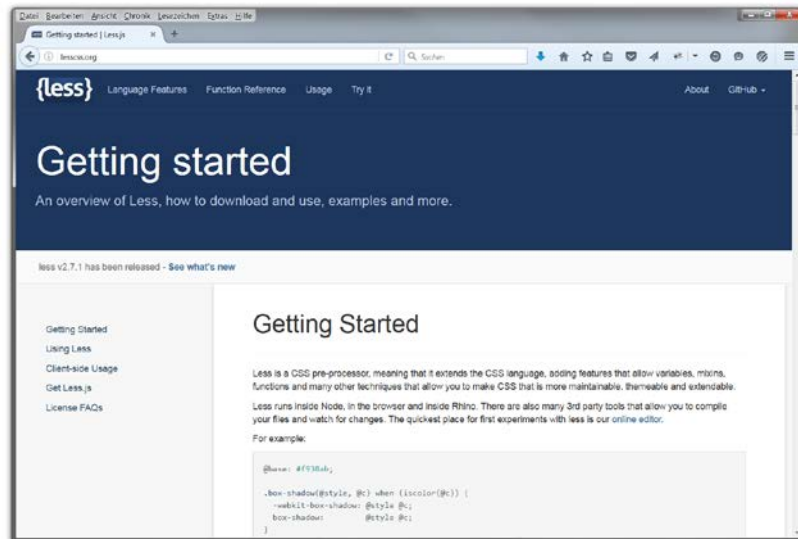 Datei Bearbeiten Ansicht Chronik Lesezeichen Extras Hilfe
Getting started | Less.js
lesscss.org
Suchen
{less} Language Features Function Reference Usage Try It About GitHub
Getting started
An overview of Less, how to download and use, examples and more.
less v2.7.1 has been released - See what's new
Getting Started
Using Less
Client-side Usage
Get Less.js
License FAQs
Getting Started
Less is a CSS pre-processor, meaning that it extends the CSS language, adding features that allow variables, mixins,
functions and many other techniques that allow you to make CSS that is more maintainable, themeable and extendable.
Less runs inside Node, in the browser and inside Rhino. There are also many 3rd party tools that allow you to compile
your files and watch for changes. The quickest place for first experiments with less is our online editor.
For example:
@base: #f938ab;
.box-shadow(@style, @c) when (iscolor(@c)) {
-webkit-box-shadow: @style @c;
box-shadow: @style @c;
}